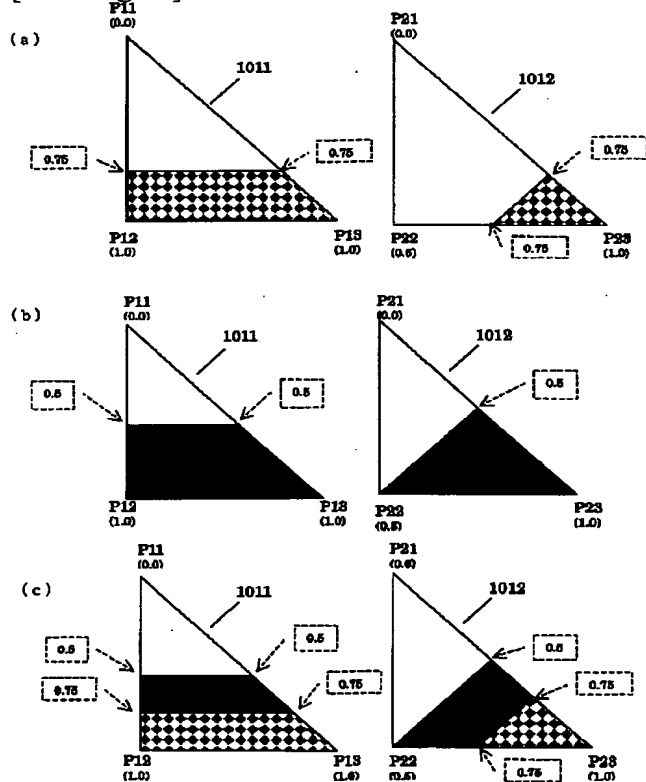 P11
(0.0)
(a)
1011
0.75
0.75
P12
(1.0)
P13
(1.0)
P21
(0.0)
1012
0.75
P22
(0.5)
0.75
P23
(1.0)
(b)
P11
(0.0)
1011
0.5
0.5
P12
(1.0)
P13
(1.0)
P21
(0.0)
1012
0.5
P22
(0.5)
P23
(1.0)
(c)
P11
(0.0)
1011
0.5
0.5
0.75
0.75
P12
(1.0)
P13
P21
1012
0.5
0.75
P22
(0.5)
0.75
P23
(1.0)